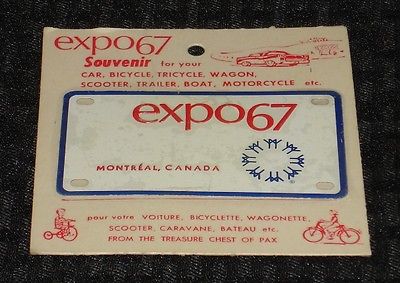 expo67
Souvenir for your
CAR, BICYCLE, TRICYCLE, WAGON,
SCOOTER, TRAILER, BOAT, MOTORCYCLE etc.
expo67
MONTRÉAL, CANADA
®
pour votre VOITURE, BICYCLETTE, WAGONETTE,
SCOOTER, CARAVANE, BATEAU etc.
FROM THE TREASURE CHEST OF PAX